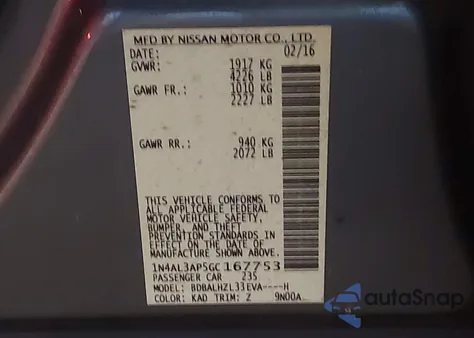 MFD BY NISSAN MOTOR CO., LTD.
DATE: 02/16
GVWR: 1917 KG
4226 LB
GAWR FR.: 1010 KG
2227 LB
GAWR RR.: 940 KG
2072 LB
THIS VEHICLE CONFORMS TO
ALL APPLICABLE FEDERAL
MOTOR VEHICLE SAFETY,
BUMPER, AND THEFT
PREVENTION STANDARDS IN
EFFECT ON THE DATE OF
MANUFACTURE SHOWN ABOVE.
1N4AL3AP5GC167753
PASSENGER CAR 235
MODEL: BDBALHZL33EVA----H
COLOR: KAD TRIM: Z 9N00A
autoSnap